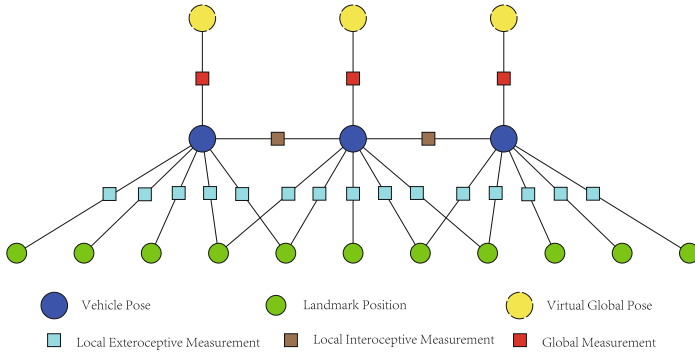 Vehicle Pose
Landmark Position
Virtual Global Pose
Local Exteroceptive Measurement
Local Interoceptive Measurement
Global Measurement